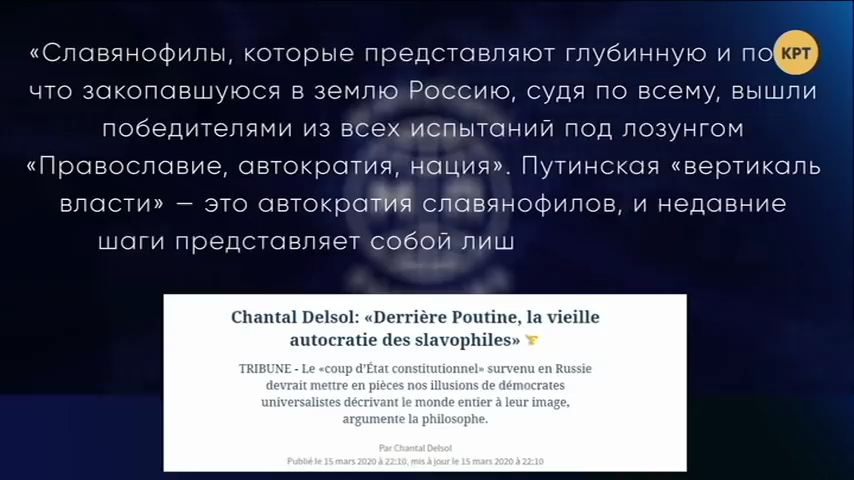 «Славянофилы, которые представляют глубинную и
КРТ
что закопавшуюся в землю Россию, судя по всему, вышли
победителями из всех испытаний под лозунгом
«Православие, автократия, нация». Путинская «вертикаль
власти» — это автократия славянофилов, и недавние
шаги представляет собой лиш
Chantal Delsol: «Derrière Poutine, la vieille
autocratie des slavophiles»
TRIBUNE - Le «coup d'État constitutionnel» survenu en Russie
devrait mettre en pièces nos illusions de démocrates
universalistes décrivant le monde entier à leur image,
argumente la philosophe.
Par Chantal Delsol
Publié le 15 mars 2020 à 22:10, mis à jour le 15 mars 2020 à 22:10